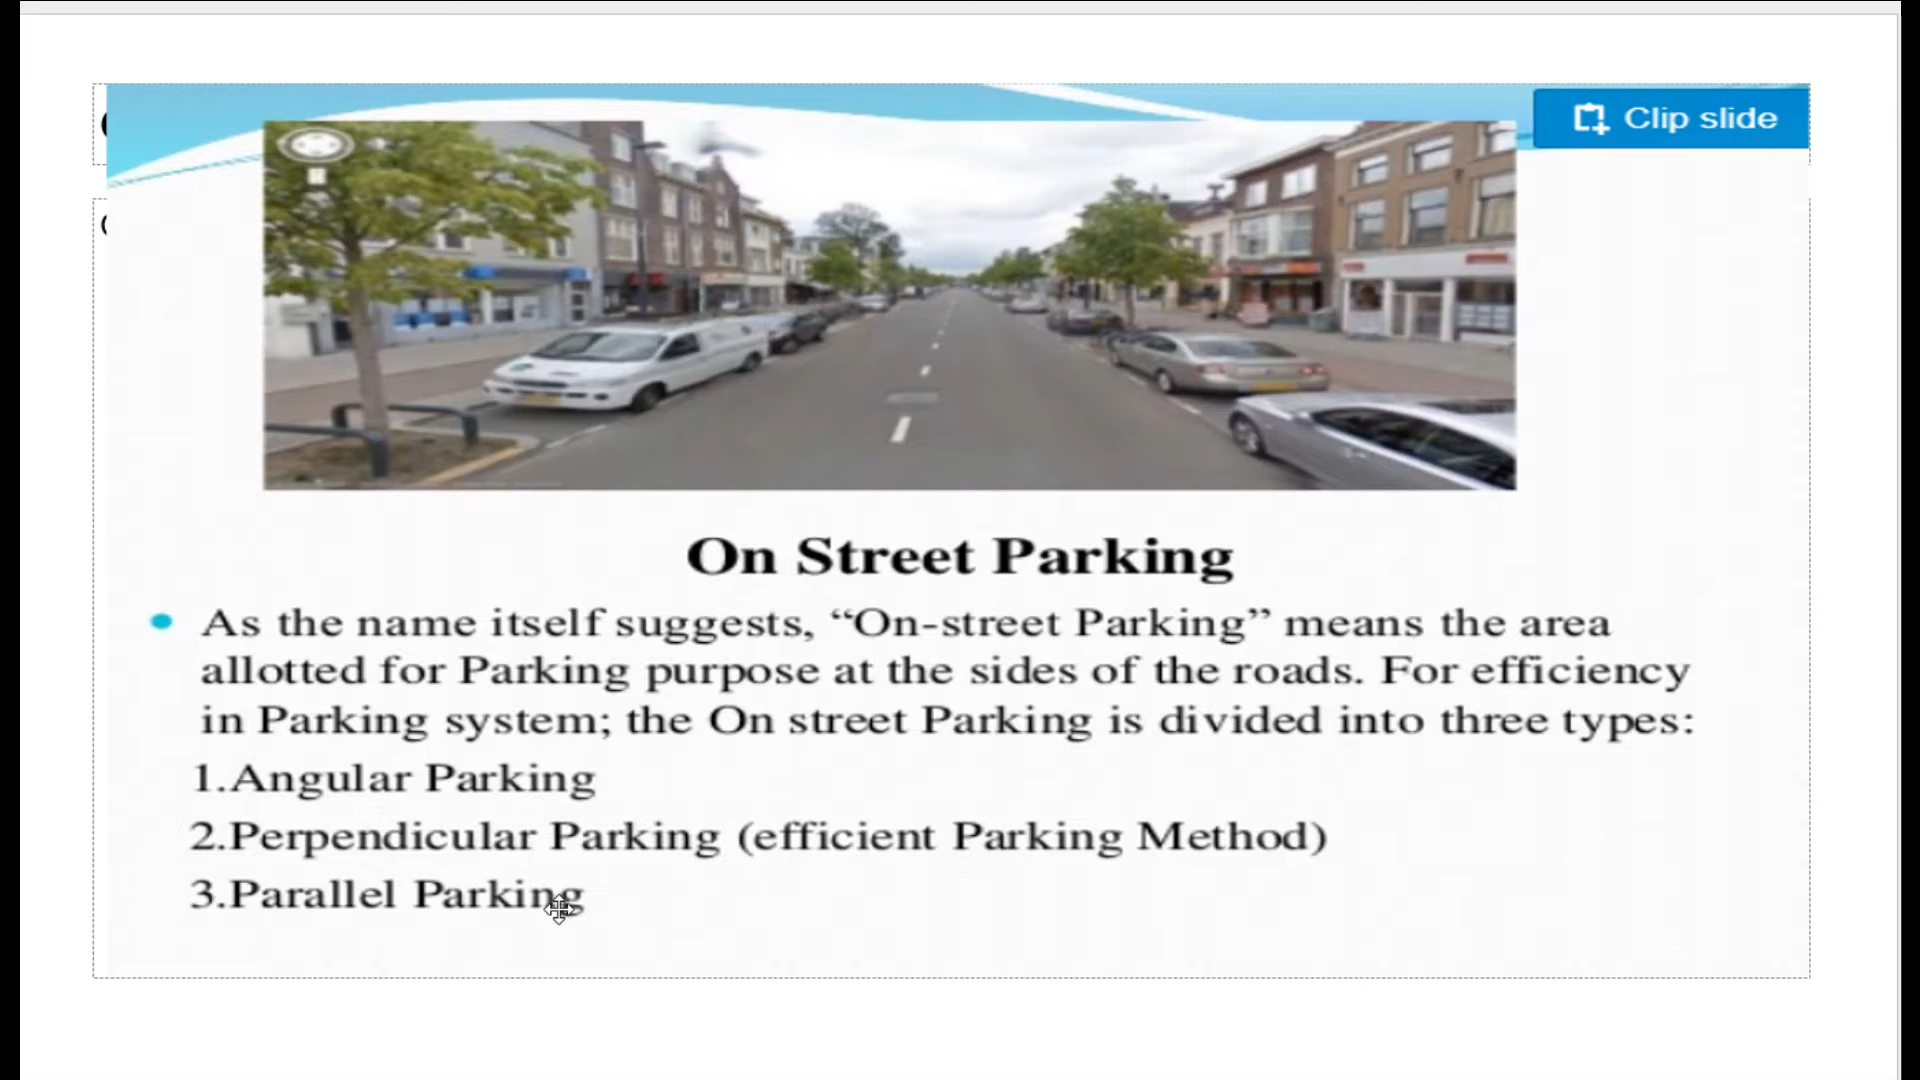 Clip slide
On Street Parking
As the name itself suggests, “On-street Parking” means the area
allotted for Parking purpose at the sides of the roads. For efficiency
in Parking system; the On street Parking is divided into three types:
1.Angular Parking
2.Perpendicular Parking (efficient Parking Method)
3.Parallel Parking